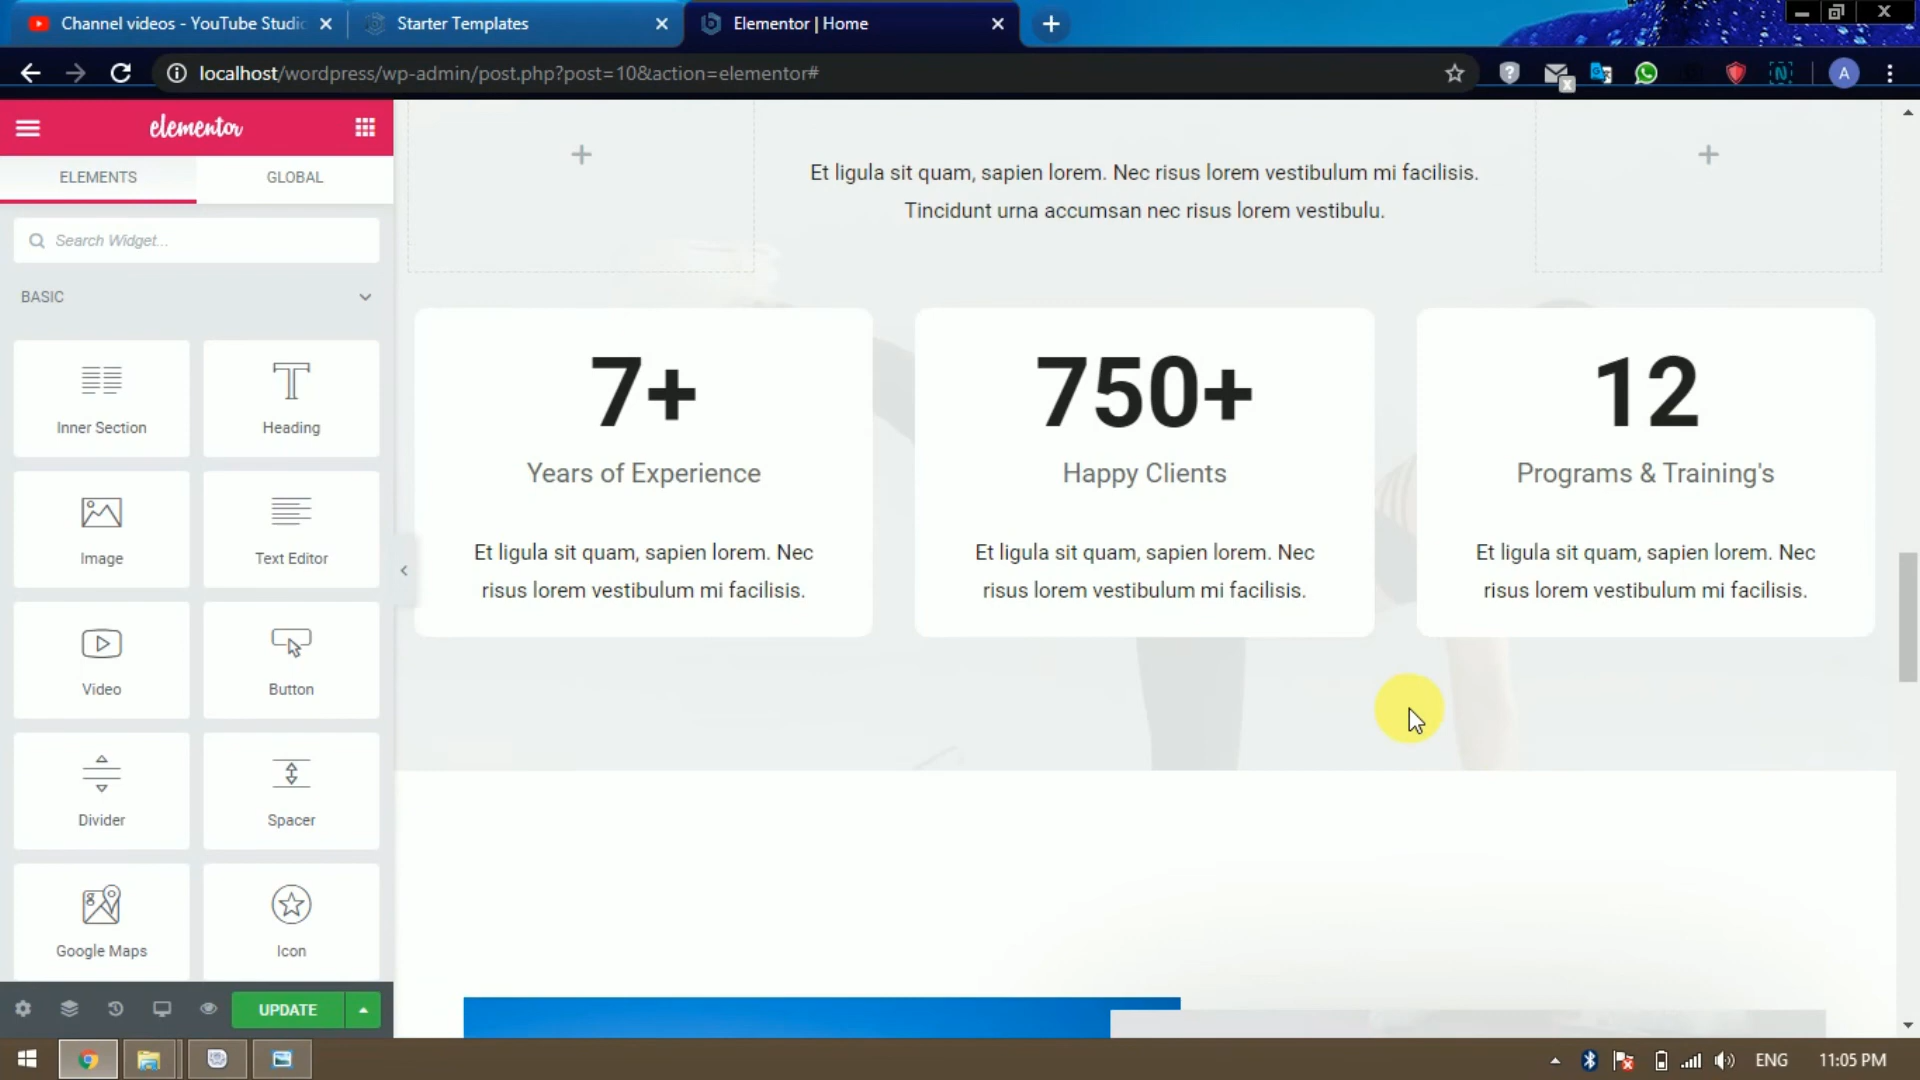 Channel videos - YouTube Studio
Starter Templates
Elementor | Home
localhost/wordpress/wp-admin/post.php?post=10&action=elementor#
A
elementor
ELEMENTS
GLOBAL
Search Widget...
BASIC
Inner Section
Heading
Image
Text Editor
Video
Button
Divider
Spacer
Google Maps
Icon
UPDATE
Et ligula sit quam, sapien lorem. Nec risus lorem vestibulum mi facilisis.
Tincidunt urna accumsan nec risus lorem vestibulu.
7+
Years of Experience
Et ligula sit quam, sapien lorem. Nec
risus lorem vestibulum mi facilisis.
750+
Happy Clients
Et ligula sit quam, sapien lorem. Nec
risus lorem vestibulum mi facilisis.
12
Programs & Training's
Et ligula sit quam, sapien lorem. Nec
risus lorem vestibulum mi facilisis.
ENG
11:05 PM